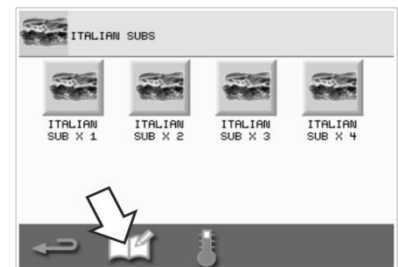 ITALIAN SUBS
ITALIAN
SUB X 1
ITALIAN
SUB X 2
ITALIAN
SUB X 3
ITALIAN
SUB X 4